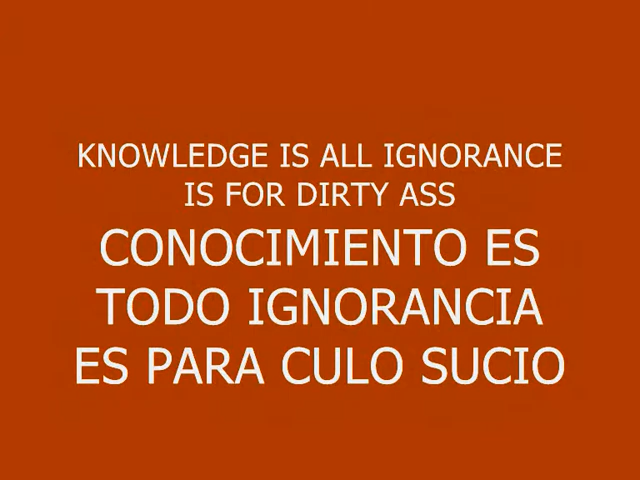 KNOWLEDGE IS ALL IGNORANCE
IS FOR DIRTY ASS
CONOCIMIENTO ES
TODO IGNORANCIA
ES PARA CULO SUCIO